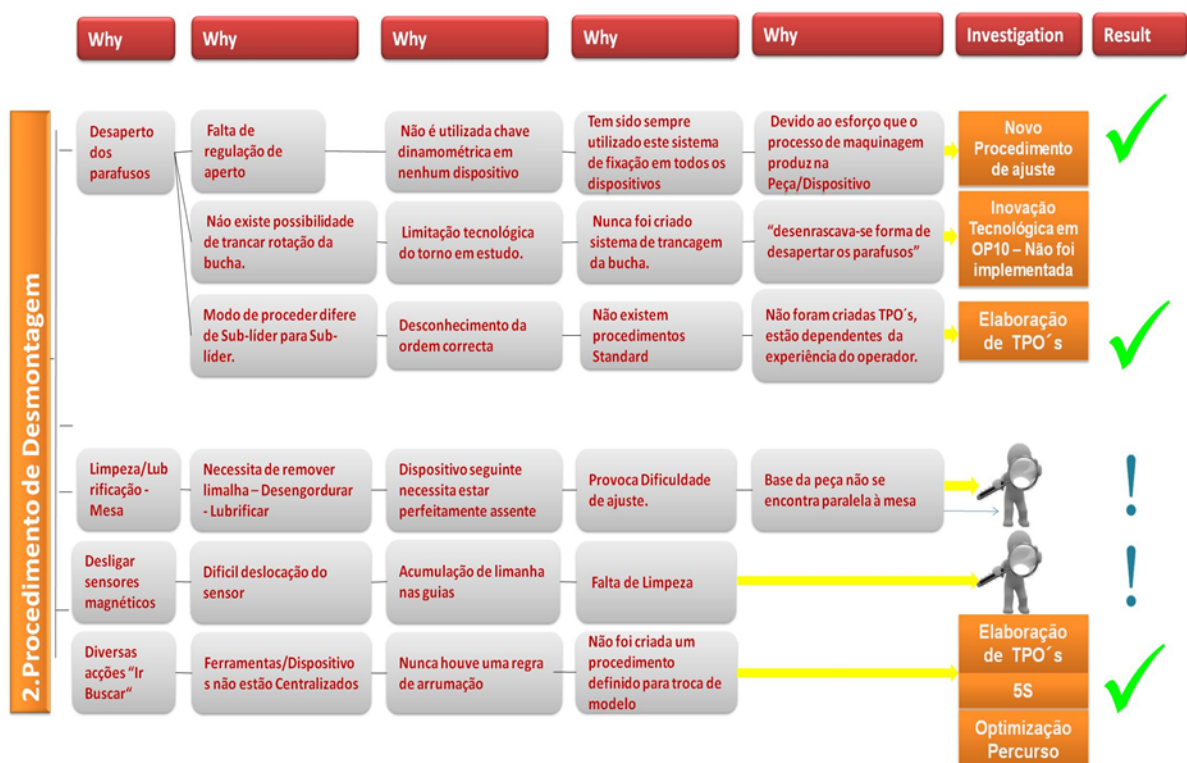 Why
Why
Why
Why
Why
Investigation
Result
2.Procedimento de Desmontagem
Desaperto
dos
parafusos
Falta de
regulação de
aperto
Não é utilizada chave
dinamométrica em
nenhum dispositivo
Tem sido sempre
utilizado este sistema
de fixação em todos os
dispositivos
Devido ao esforço que o
processo de maquinagem
produz na
Peça/Dispositivo
Novo
Procedimento
de ajuste
Náo existe possibilidade
de trancar rotação da
bucha.
Limitação tecnológica
do torno em estudo.
Nunca foi criado
sistema de trancagem
da bucha.
“desenrascava-se forma de
desapertar os parafusos”
Inovação
Tecnológica em
OP10 – Não foi
implementada
Modo de proceder difere
de Sub-líder para Sub-
líder.
Desconhecimento da
ordem correcta
Não existem
procedimentos
Standard
Não foram criadas TPO´s,
estão dependentes da
experiência do operador.
Elaboração
de TPO´s
Limpeza/Lub
rificação -
Mesa
Necessita de remover
limalha – Desengordurar
- Lubrificar
Dispositivo seguinte
necessita estar
perfeitamente assente
Provoca Dificuldade
de ajuste.
Base da peça não se
encontra paralela à mesa
!
Desligar
sensores
magnéticos
Dificil deslocação do
sensor
Acumulação de limanha
nas guias
Falta de Limpeza
!
Diversas
acções “Ir
Buscar“
Ferramentas/Dispositivo
s não estão Centralizados
Nunca houve uma regra
de arrumação
Não foi criada um
procedimento
definido para troca de
modelo
Elaboração
de TPO´s
5S
Optimização
Percurso